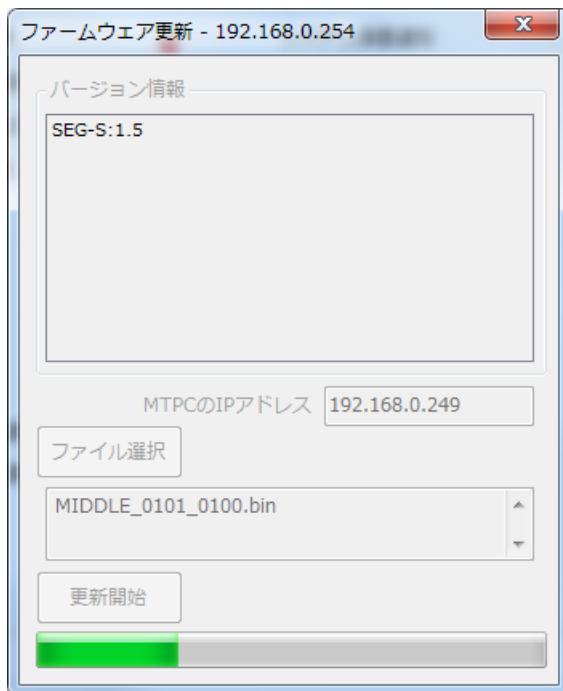 ファームウェア更新 - 192.168.0.254
バージョン情報
SEG-S:1.5
MTPCのIPアドレス 192.168.0.249
ファイル選択
MIDDLE_0101_0100.bin
更新開始